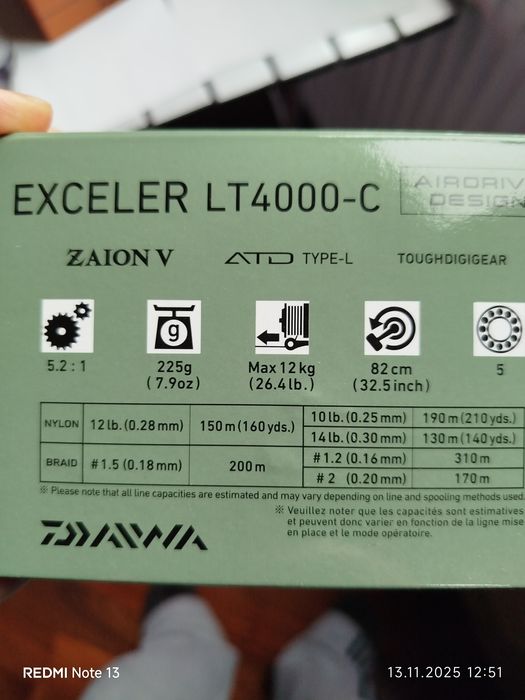 EXCELER LT4000-C
AIRDRIV
DESIGN
ZAION V
ATD TYPE-L
TOUGHDIGIGEAR
g
5.2 : 1
225g
(7.9oz)
Max 12 kg
(26.4 lb.)
82 cm
(32.5 inch)
5
NYLON 12 lb. (0.28 mm) 150 m (160 yds.) 10 lb. (0.25 mm) 190 m (210 yds.)
14 lb. (0.30 mm) 130 m (140 yds.)
BRAID #1.5 (0.18 mm) 200 m #1.2 (0.16 mm) 310 m
#2 (0.20 mm) 170 m
※ Please note that all line capacities are estimated and may vary depending on line and spooling methods used.
※ Veuillez noter que les capacités sont estimatives
et peuvent donc varier en fonction de la ligne mise
en place et le mode opératoire.
DAIWA
REDMI Note 13
13.11.2025 12:51